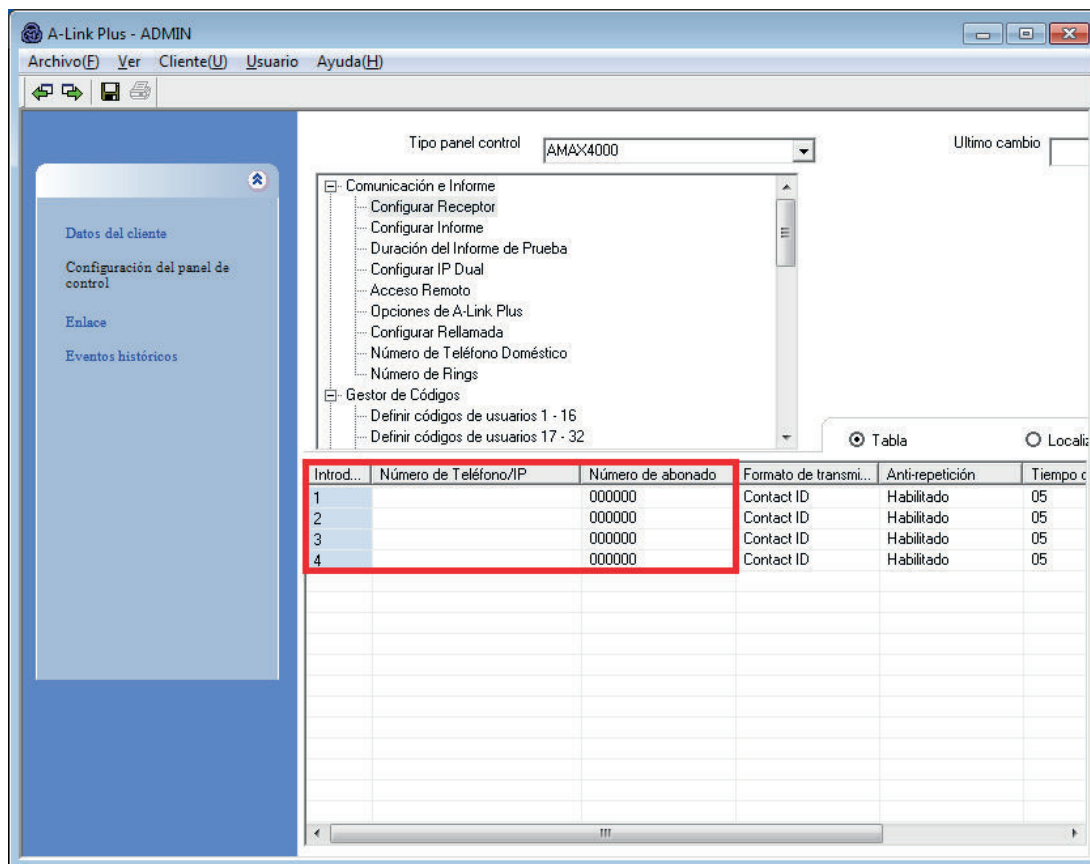 A-Link Plus - ADMIN
Archivo(F) Ver Cliente(U) Usuario Ayuda(H)
Tipo panel control AMAX4000 Ultimo cambio
Datos del cliente
Configuración del panel de
control
Enlace
Eventos históricos
Comunicación e Informe
Configurar Receptor
Configurar Informe
Duración del Informe de Prueba
Configurar IP Dual
Acceso Remoto
Opciones de A-Link Plus
Configurar Rellamada
Número de Teléfono Doméstico
Número de Rings
Gestor de Códigos
Definir códigos de usuarios 1 - 16
Definir códigos de usuarios 17 - 32
Tabla Localiz
Introd... Número de Teléfono/IP Número de abonado Formato de transmi... Anti-repetición Tiempo c
1 000000 Contact ID Habilitado 05
2 000000 Contact ID Habilitado 05
3 000000 Contact ID Habilitado 05
4 000000 Contact ID Habilitado 05